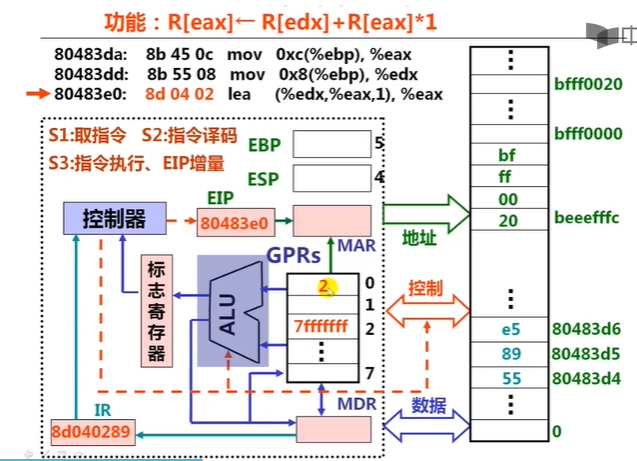 功能：R[eax]←R[edx]+R[eax]*1
80483da: 8b 45 0c mov 0xc(%ebp), %eax
80483dd: 8b 55 08 mov 0x8(%ebp), %edx
80483e0: 8d 04 02 lea (%edx,%eax,1), %eax
S1:取指令 S2:指令译码
S3:指令执行、EIP增量
EBP
5
ESP
4
EIP
控制器
80483e0
MAR
GPRs
标志寄存器
ALU
2
0
1
7fffffff
2
⋮
7
IR
8d040289
MDR
地址
控制
数据
⋮
bfff0020
⋮
bfff0000
bf
ff
00
20
beeefffc
⋮
e5
80483d6
89
80483d5
55
80483d4
⋮
0
中